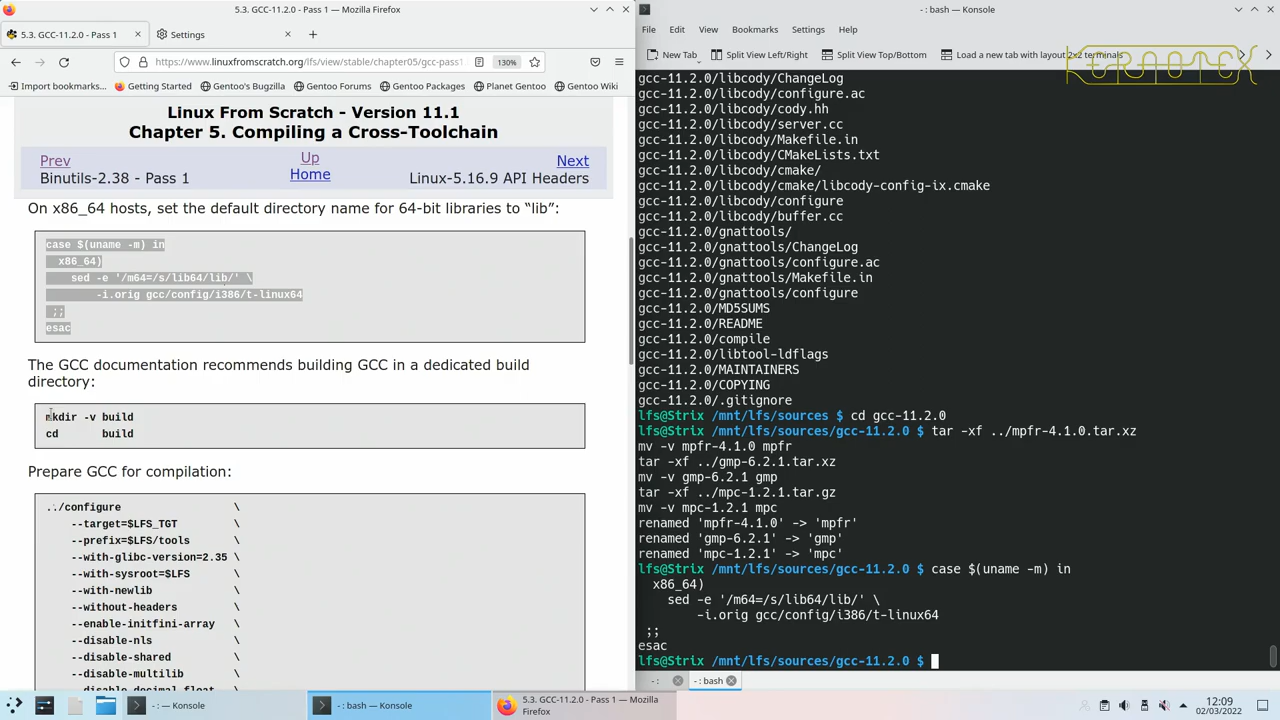 5.3. GCC-11.2.0 - Pass 1 — Mozilla Firefox
5.3. GCC-11.2.0 - Pass 1
Settings
https://www.linuxfromscratch.org/lfs/view/stable/chapter05/gcc-pass1
130%
Import bookmarks...
Getting Started
Gentoo's Bugzilla
Gentoo Forums
Gentoo Packages
Planet Gentoo
Gentoo Wiki
Linux From Scratch - Version 11.1
Chapter 5. Compiling a Cross-Toolchain
Prev
Up
Next
Binutils-2.38 - Pass 1
Home
Linux-5.16.9 API Headers
On x86_64 hosts, set the default directory name for 64-bit libraries to “lib”:
case $(uname -m) in
x86_64)
sed -e '/m64=/s/lib64/lib/' \
-i.orig gcc/config/i386/t-linux64
;;
esac
The GCC documentation recommends building GCC in a dedicated build
directory:
mkdir -v build
cd build
Prepare GCC for compilation:
../configure \
--target=$LFS_TGT \
--prefix=$LFS/tools \
--with-glibc-version=2.35 \
--with-sysroot=$LFS \
--with-newlib \
--without-headers \
--enable-initfini-array \
--disable-nls \
--disable-shared \
--disable-multilib \
--disable-decimal-float \
- : bash — Konsole
File
Edit
View
Bookmarks
Settings
Help
New Tab
Split View Left/Right
Split View Top/Bottom
Load a new tab with layout 2x2 terminals
KERNOTEX
gcc-11.2.0/libcody/ChangeLog
gcc-11.2.0/libcody/configure.ac
gcc-11.2.0/libcody/cody.hh
gcc-11.2.0/libcody/server.cc
gcc-11.2.0/libcody/Makefile.in
gcc-11.2.0/libcody/CMakeLists.txt
gcc-11.2.0/libcody/cmake/
gcc-11.2.0/libcody/cmake/libcody-config-ix.cmake
gcc-11.2.0/libcody/configure
gcc-11.2.0/libcody/buffer.cc
gcc-11.2.0/gnattools/
gcc-11.2.0/gnattools/ChangeLog
gcc-11.2.0/gnattools/configure.ac
gcc-11.2.0/gnattools/Makefile.in
gcc-11.2.0/gnattools/configure
gcc-11.2.0/MD5SUMS
gcc-11.2.0/README
gcc-11.2.0/compile
gcc-11.2.0/libtool-ldflags
gcc-11.2.0/MAINTAINERS
gcc-11.2.0/COPYING
gcc-11.2.0/.gitignore
lfs@Strix /mnt/lfs/sources $ cd gcc-11.2.0
lfs@Strix /mnt/lfs/sources/gcc-11.2.0 $ tar -xf ../mpfr-4.1.0.tar.xz
mv -v mpfr-4.1.0 mpfr
tar -xf ../gmp-6.2.1.tar.xz
mv -v gmp-6.2.1 gmp
tar -xf ../mpc-1.2.1.tar.gz
mv -v mpc-1.2.1 mpc
renamed 'mpfr-4.1.0' -> 'mpfr'
renamed 'gmp-6.2.1' -> 'gmp'
renamed 'mpc-1.2.1' -> 'mpc'
lfs@Strix /mnt/lfs/sources/gcc-11.2.0 $ case $(uname -m) in
x86_64)
sed -e '/m64=/s/lib64/lib/' \
-i.orig gcc/config/i386/t-linux64
;;
esac
lfs@Strix /mnt/lfs/sources/gcc-11.2.0 $
- :
- : bash
- : — Konsole
- : bash — Konsole
5.3. GCC-11.2.0 - Pass 1 — Mozilla
Firefox
12:09
02/03/2022